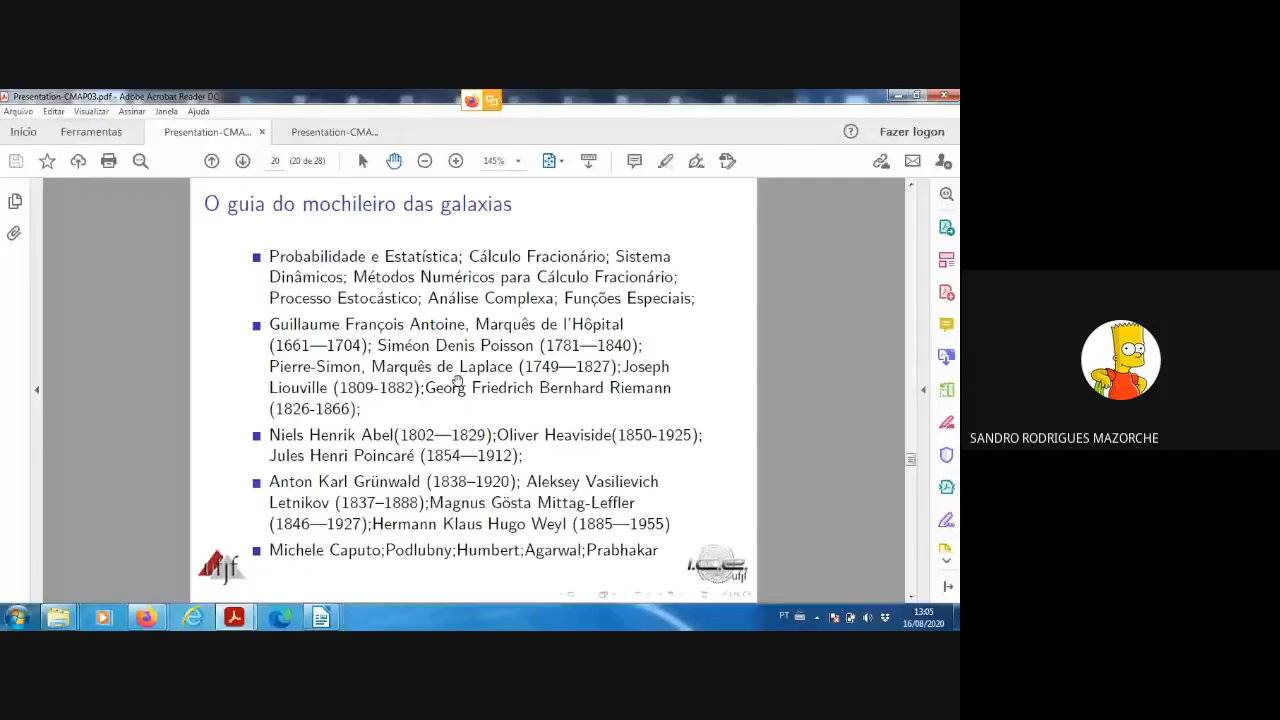 Presentation-CMAP03.pdf - Adobe Acrobat Reader DC
Arquivo Editar Visualizar Assinar Janela Ajuda
Início Ferramentas Presentation-CMA... × Presentation-CMA... Fazer logon
20 (20 de 28) 145%
O guia do mochileiro das galaxias
Probabilidade e Estatística; Cálculo Fracionário; Sistema
Dinâmicos; Métodos Numéricos para Cálculo Fracionário;
Processo Estocástico; Análise Complexa; Funções Especiais;
Guillaume François Antoine, Marquês de l'Hôpital
(1661—1704); Siméon Denis Poisson (1781—1840);
Pierre-Simon, Marquês de Laplace (1749—1827);Joseph
Liouville (1809-1882);Georg Friedrich Bernhard Riemann
(1826-1866);
Niels Henrik Abel(1802—1829);Oliver Heaviside(1850-1925);
Jules Henri Poincaré (1854—1912);
Anton Karl Grünwald (1838–1920); Aleksey Vasilievich
Letnikov (1837–1888);Magnus Gösta Mittag-Leffler
(1846—1927);Hermann Klaus Hugo Weyl (1885—1955)
Michele Caputo;Podlubny;Humbert;Agarwal;Prabhakar
ufjf
i.c.e.
ufjf
PT
13:05
16/08/2020
SANDRO RODRIGUES MAZORCHE